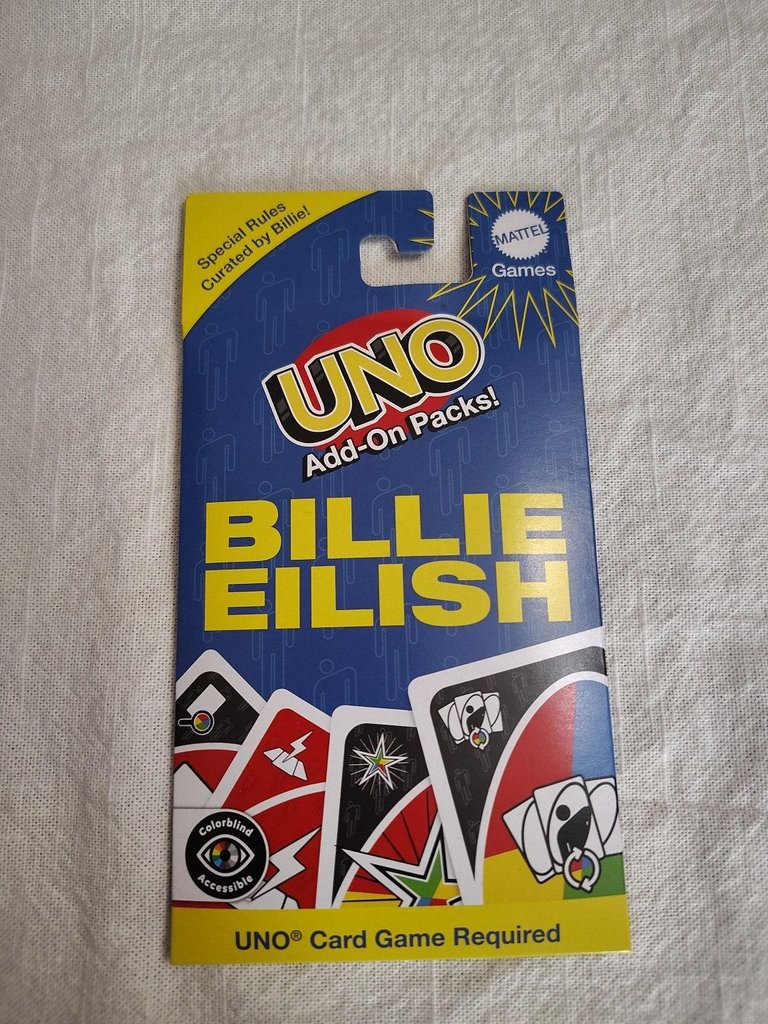 Special Rules
Curated by Billie!
MATTEL
Games
UNO
Add-On Packs!
BILLIE
EILISH
Colorblind
Accessible
UNO® Card Game Required